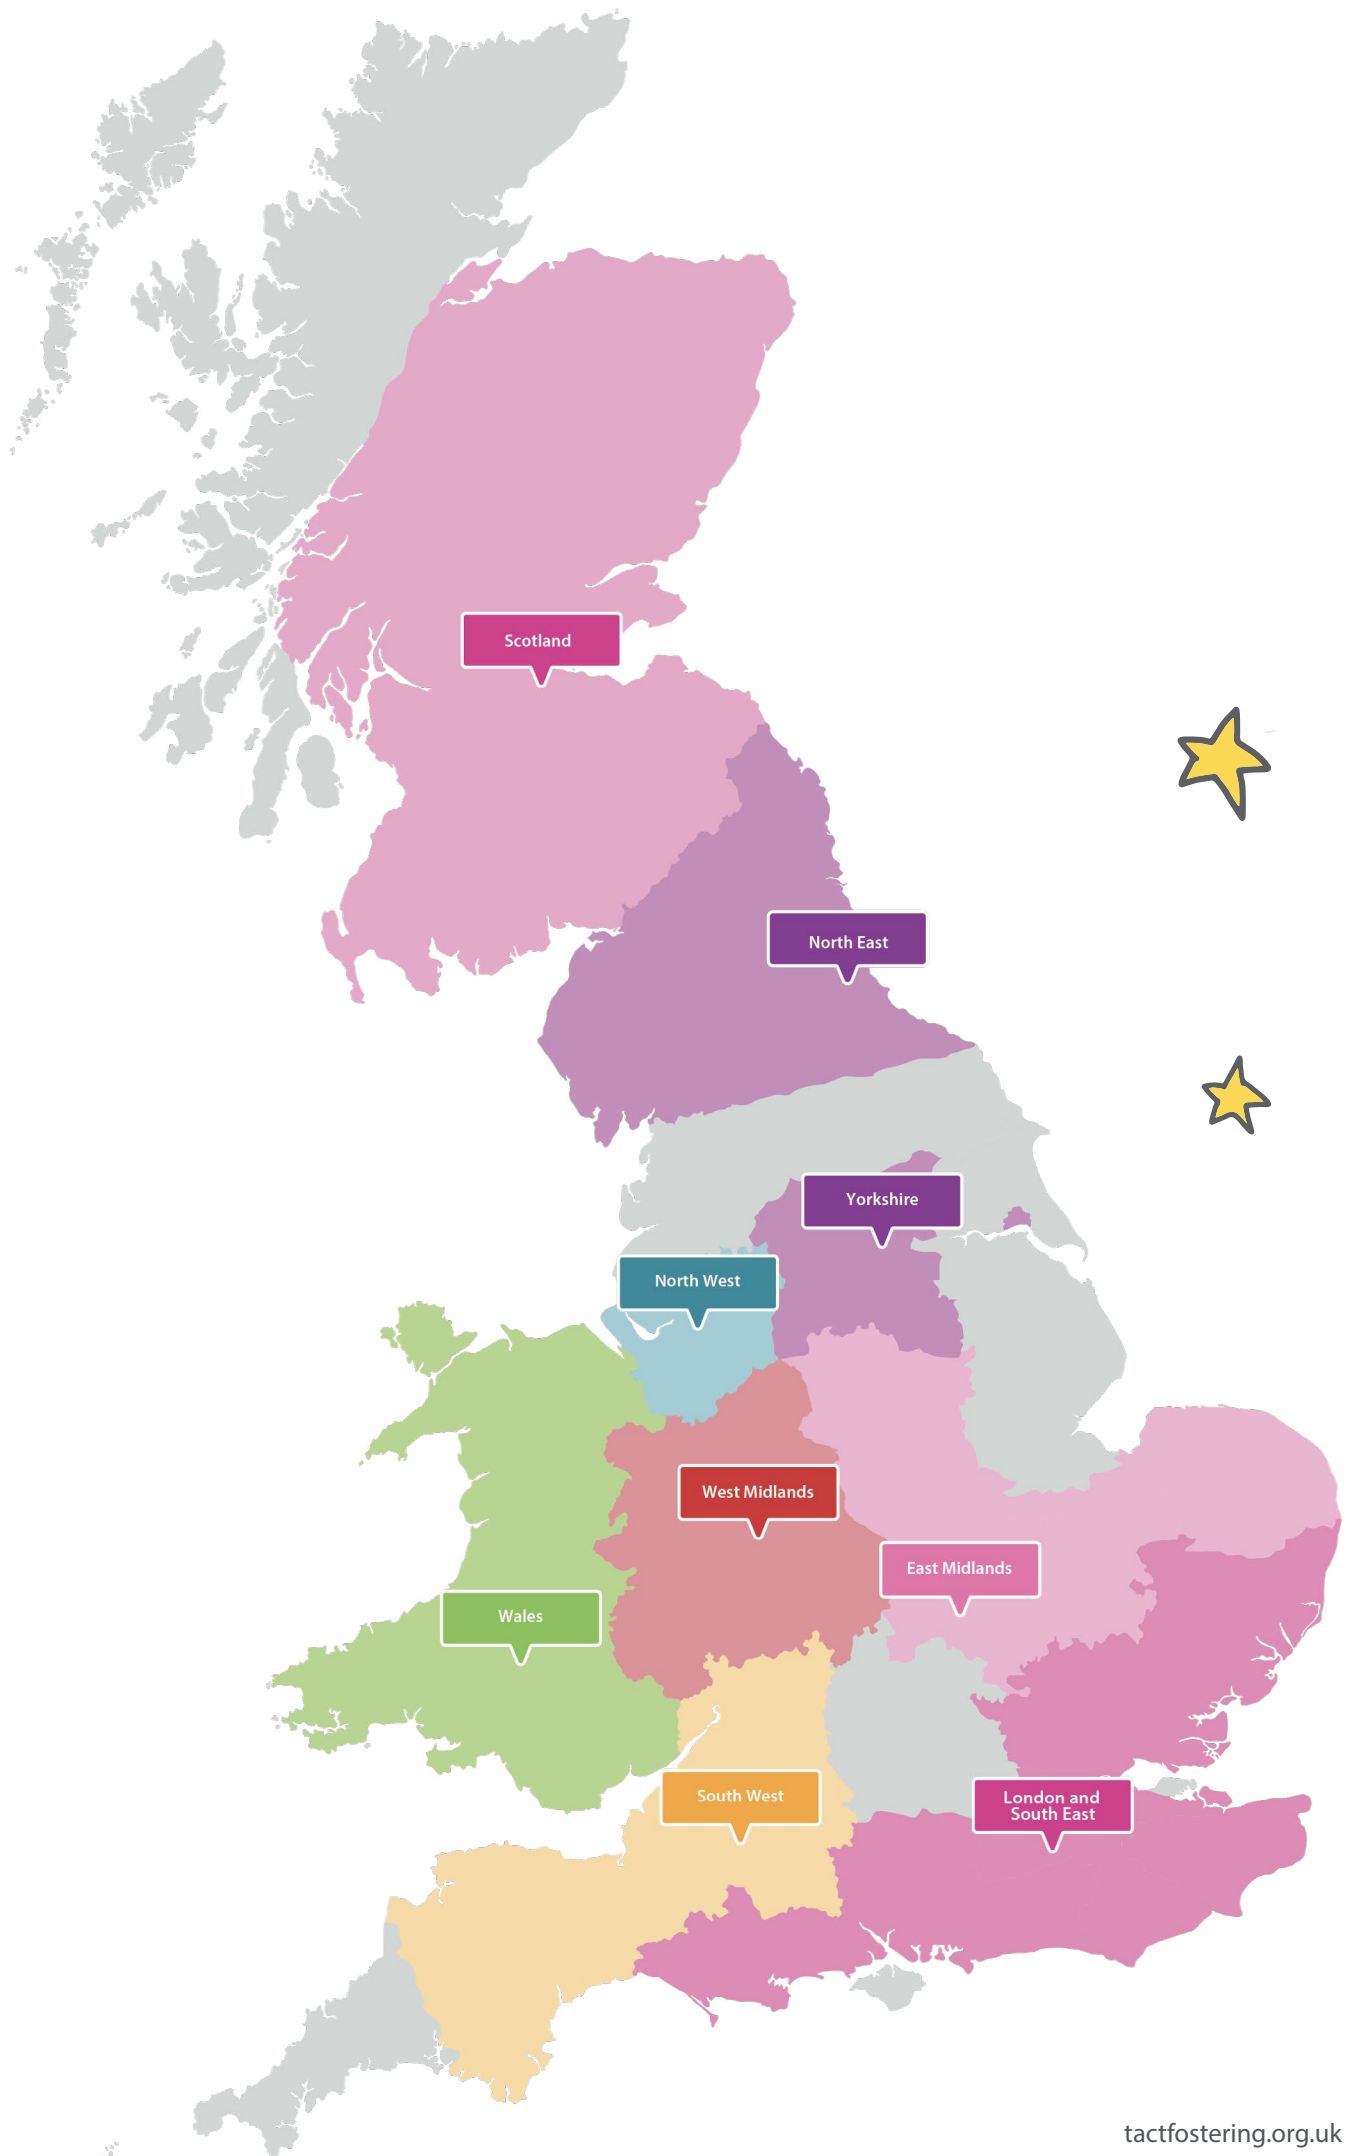 Scotland
North East
Yorkshire
North West
West Midlands
East Midlands
Wales
South West
London and
South East
tactfostering.org.uk